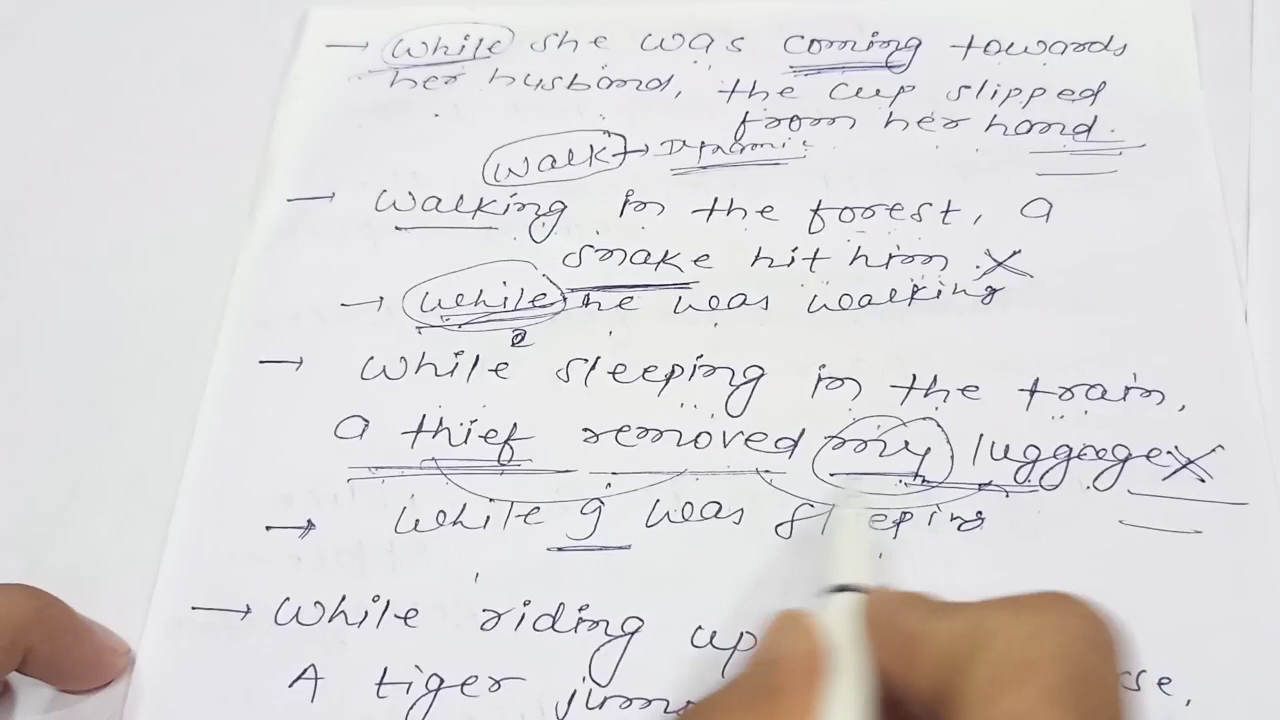 → While she was coming towards
her husband, the cup slipped
from her hand.
Walk → Dynamic
→ Walking in the forest, a
snake hit him. X
→ While he was walking
→ While sleeping in the train,
a thief removed my luggage X
→ While I was sleeping
→ While riding up
A tiger